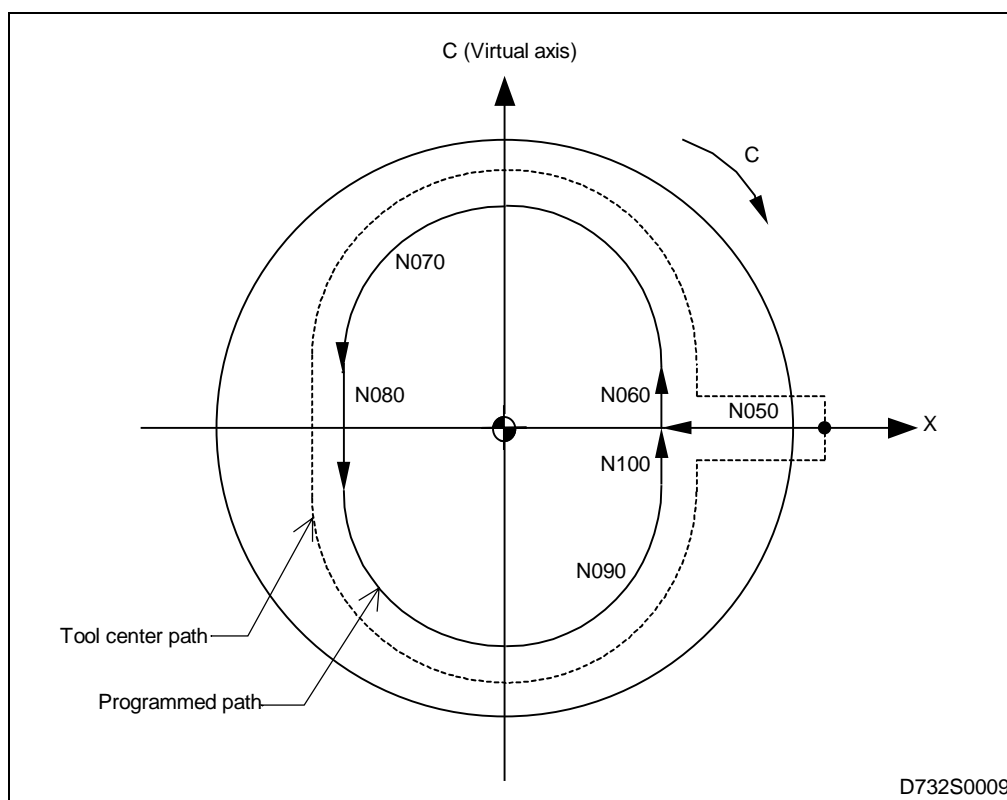 C (Virtual axis)
C
N070
N080
N060
N050
X
N100
N090
Tool center path
Programmed path
D732S0009